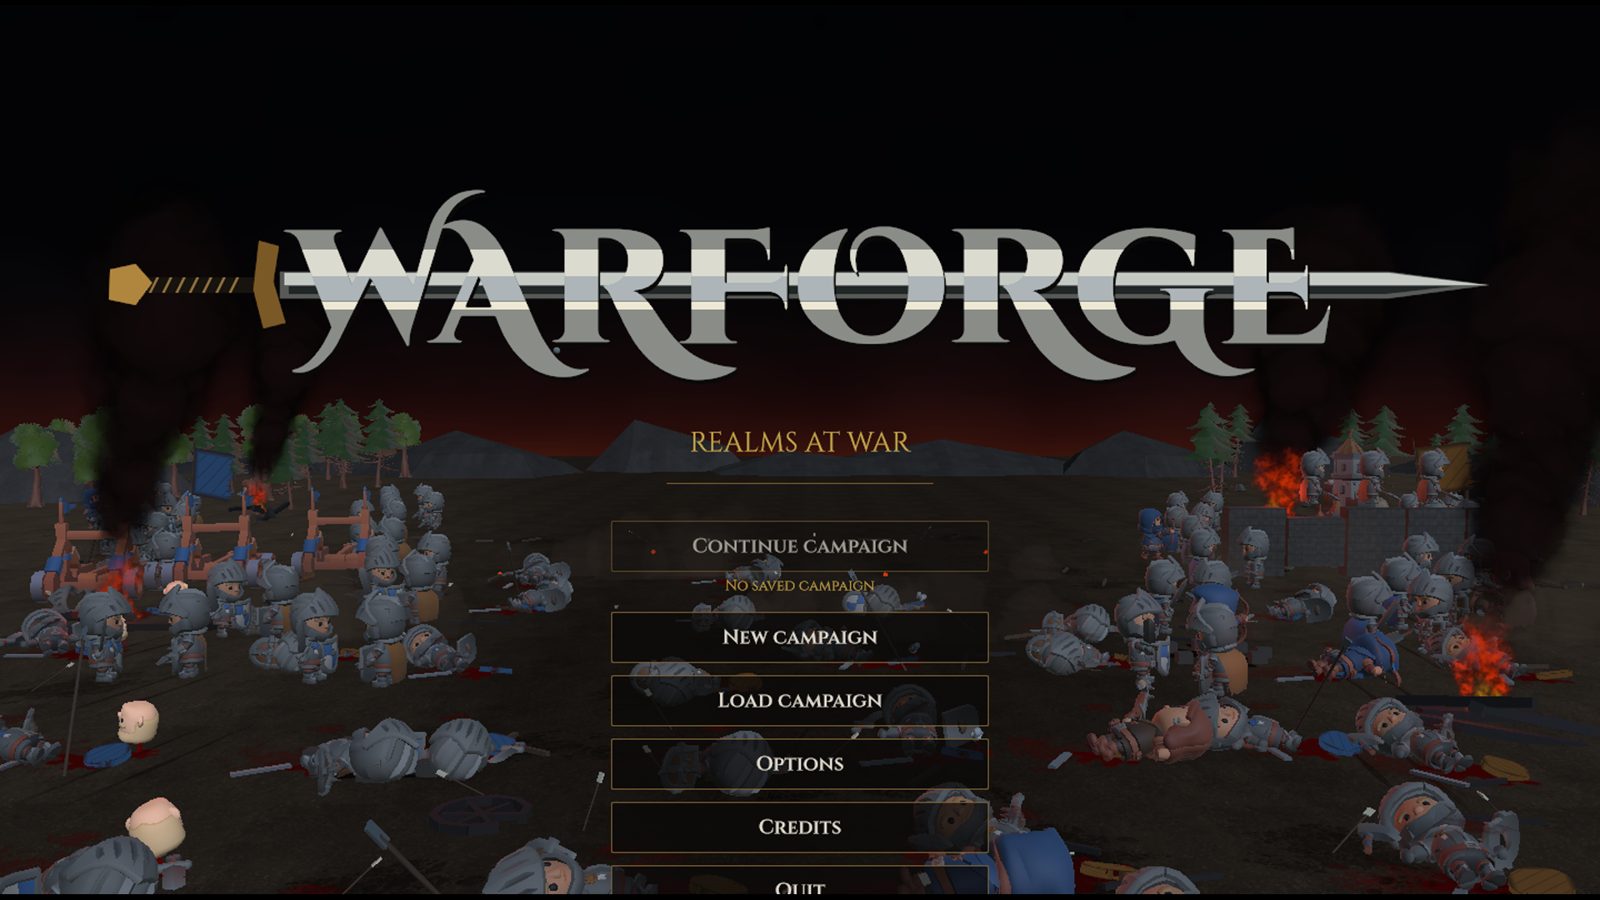 WARFORGE
REALMS AT WAR
CONTINUE CAMPAIGN
NO SAVED CAMPAIGN
NEW CAMPAIGN
LOAD CAMPAIGN
OPTIONS
CREDITS
QUIT